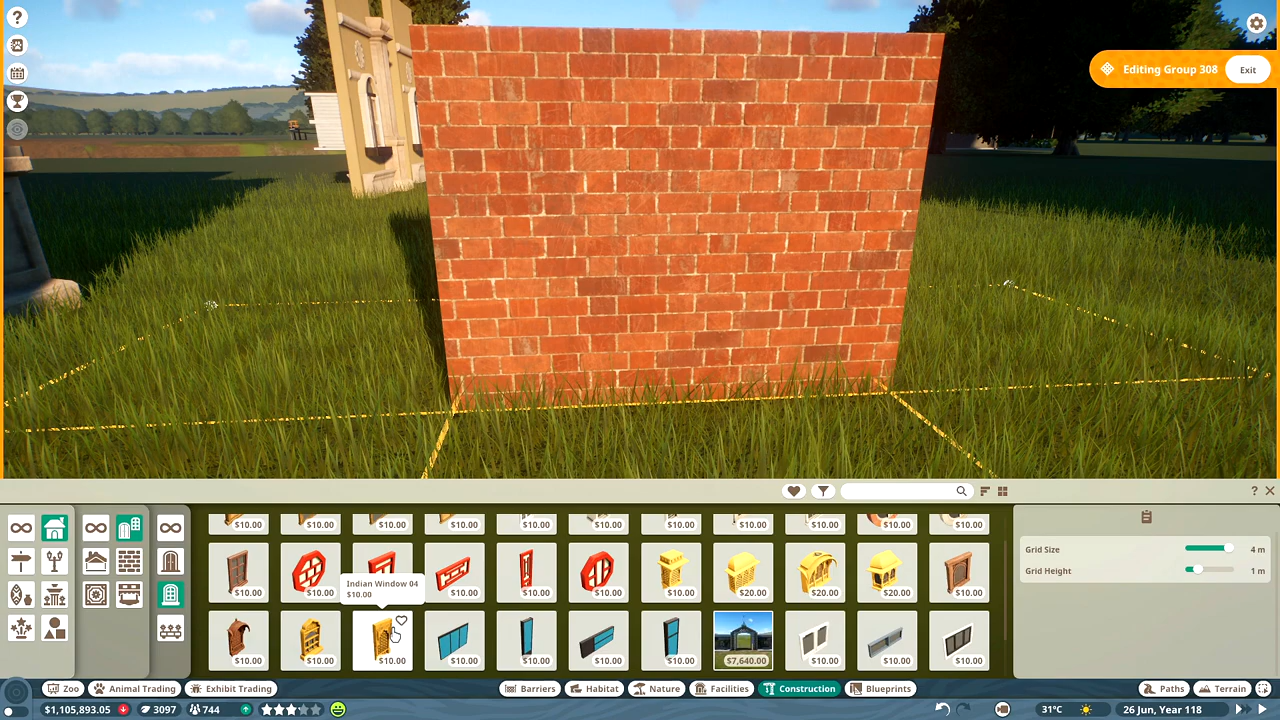 ?
Editing Group 308
Exit
?
$10.00 $10.00 $10.00 $10.00 $10.00 $10.00 $10.00 $10.00 $10.00 $10.00 $10.00
Grid Size 4 m
Grid Height 1 m
$10.00 $10.00 $10.00 $10.00 $10.00 $10.00 $20.00 $20.00 $20.00 $10.00
Indian Window 04
$10.00
$10.00 $10.00 $10.00 $10.00 $10.00 $10.00 $10.00 $7,640.00 $10.00 $10.00 $10.00
Zoo Animal Trading Exhibit Trading Barriers Habitat Nature Facilities Construction Blueprints Paths Terrain
$1,105,893.05 3097 744 31°C 26 Jun, Year 118